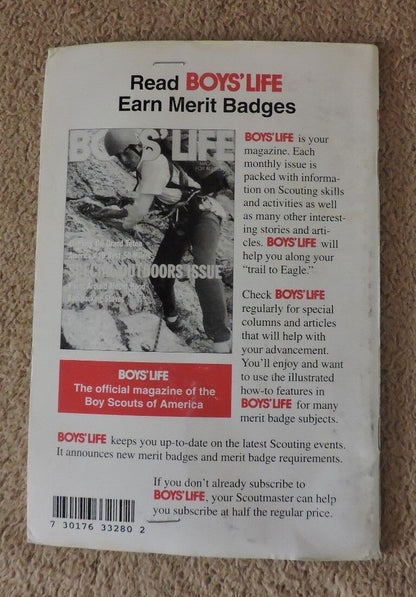 Read BOYS' LIFE
Earn Merit Badges
BOYS' LIFE
OUTDOORS ISSUE
BOYS' LIFE is your
magazine. Each
monthly issue is
packed with informa-
tion on Scouting skills
and activities as well
as many other interest-
ing stories and arti-
cles. BOYS' LIFE will
help you along your
“trail to Eagle.”
Check BOYS' LIFE
regularly for special
columns and articles
that will help with
your advancement.
You'll enjoy and want
to use the illustrated
how-to features in
BOYS' LIFE for many
merit badge subjects.
BOYS' LIFE
The official magazine of the
Boy Scouts of America
BOYS' LIFE keeps you up-to-date on the latest Scouting events.
It announces new merit badges and merit badge requirements.
If you don't already subscribe to
BOYS' LIFE, your Scoutmaster can help
you subscribe at half the regular price.
7 30176 33280 2